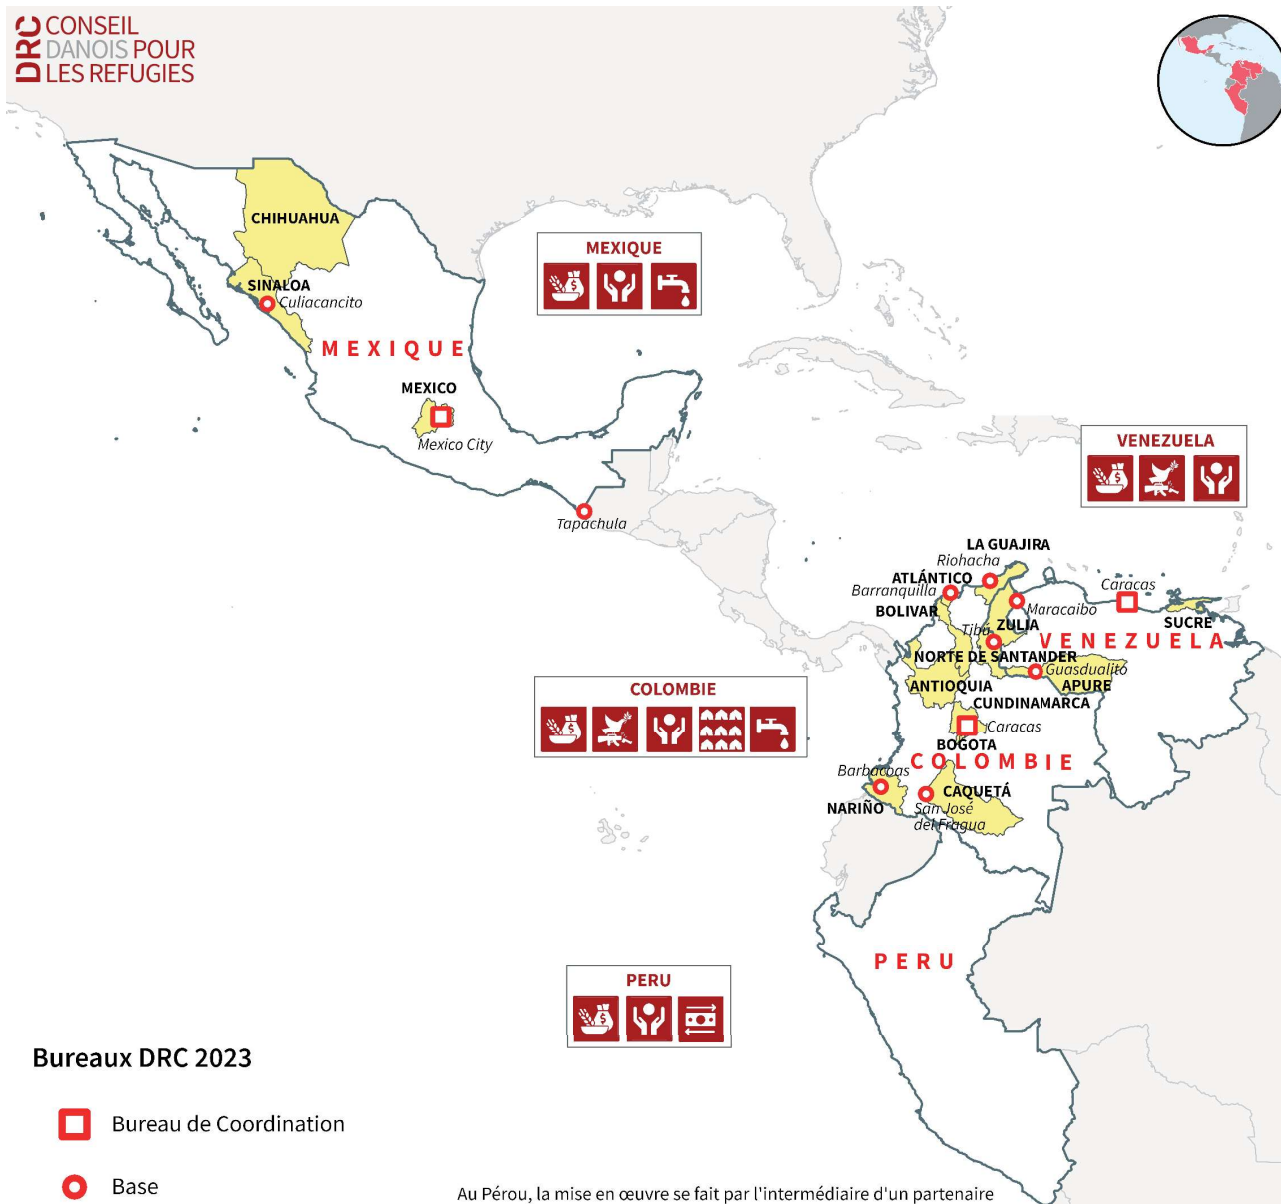 DRC
CONSEIL
DANOIS POUR
LES REFUGIES
CHIHUAHUA
SINALOA
Culiacancito
MEXIQUE
$
MEXIQUE
MEXICO
Mexico City
Tapachula
VENEZUELA
$
LA GUAJIRA
Riohacha
ATLÁNTICO
Barranquilla
BOLIVAR
Caracas
Maracaibo
Tibú
ZULIA
SUCRE
VENEZUELA
NORTE DE SANTANDER
Guasdualito
ANTIOQUIA
APURE
CUNDINAMARCA
Caracas
BOGOTA
COLOMBIE
COLOMBIE
$
Barbacoas
CAQUETÁ
NARIÑO
San José
del Fragua
PERU
PERU
$
Bureaux DRC 2023
Bureau de Coordination
Base
Au Pérou, la mise en œuvre se fait par l'intermédiaire d'un partenaire